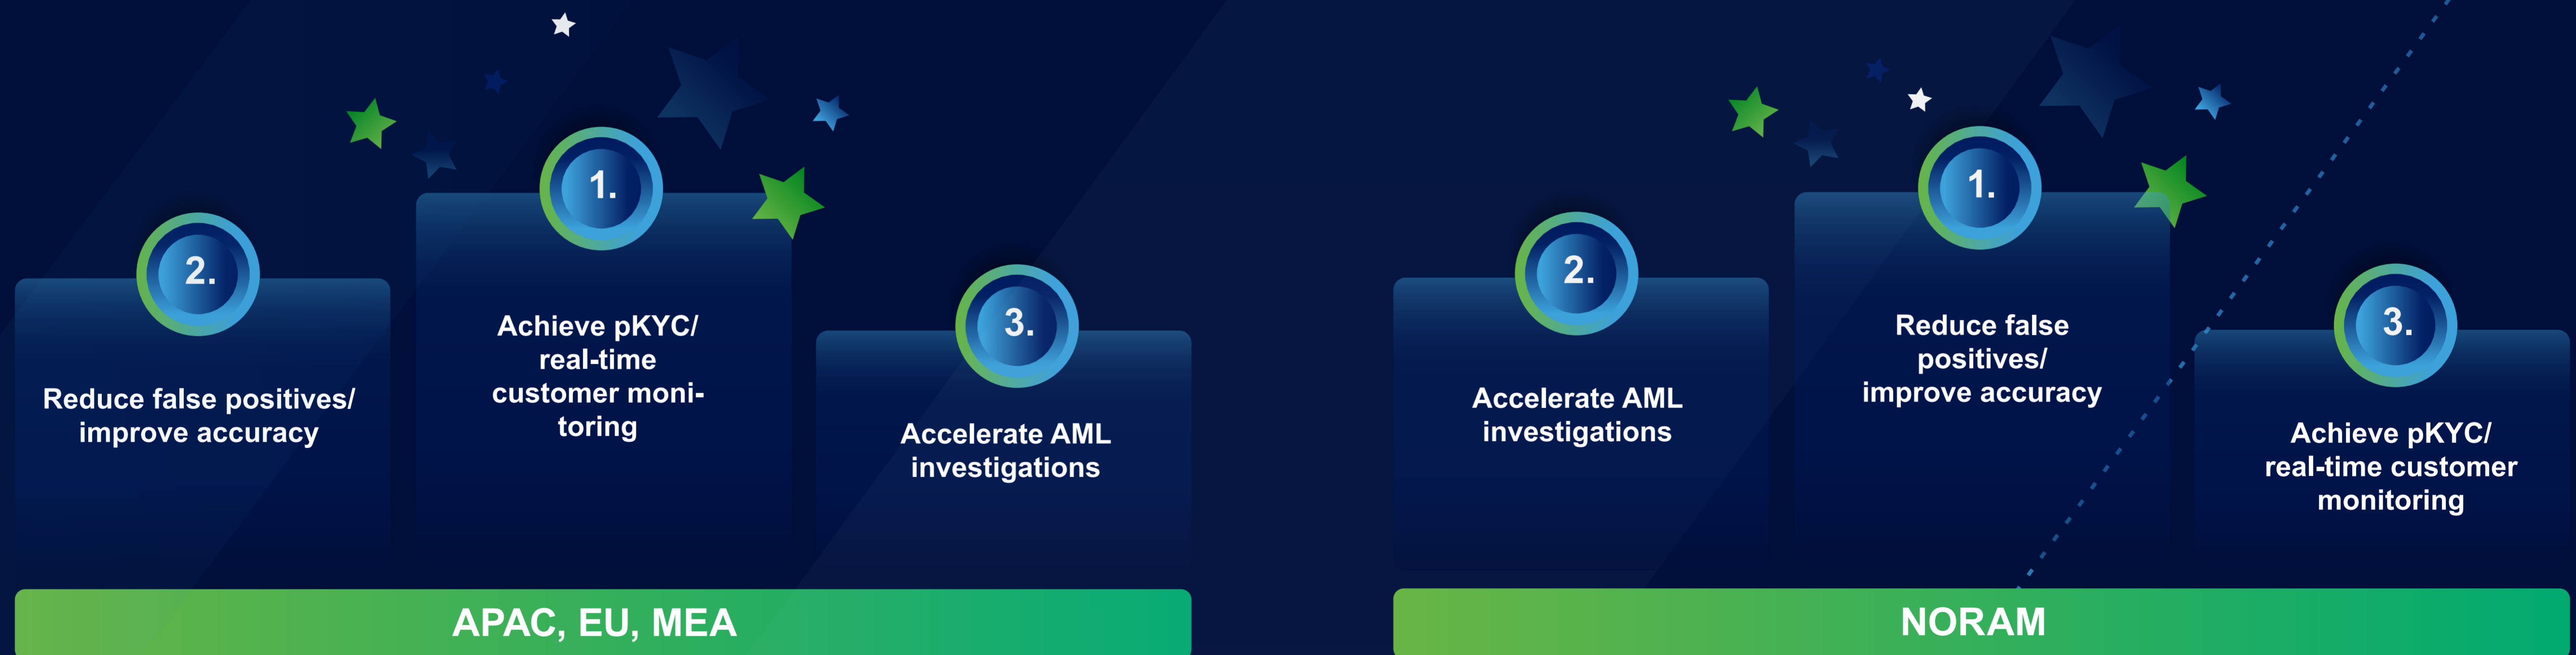 2.
Reduce false positives/
improve accuracy
1.
Achieve pKYC/
real-time
customer moni-
toring
3.
Accelerate AML
investigations
APAC, EU, MEA
2.
Accelerate AML
investigations
1.
Reduce false
positives/
improve accuracy
3.
Achieve pKYC/
real-time customer
monitoring
NORAM